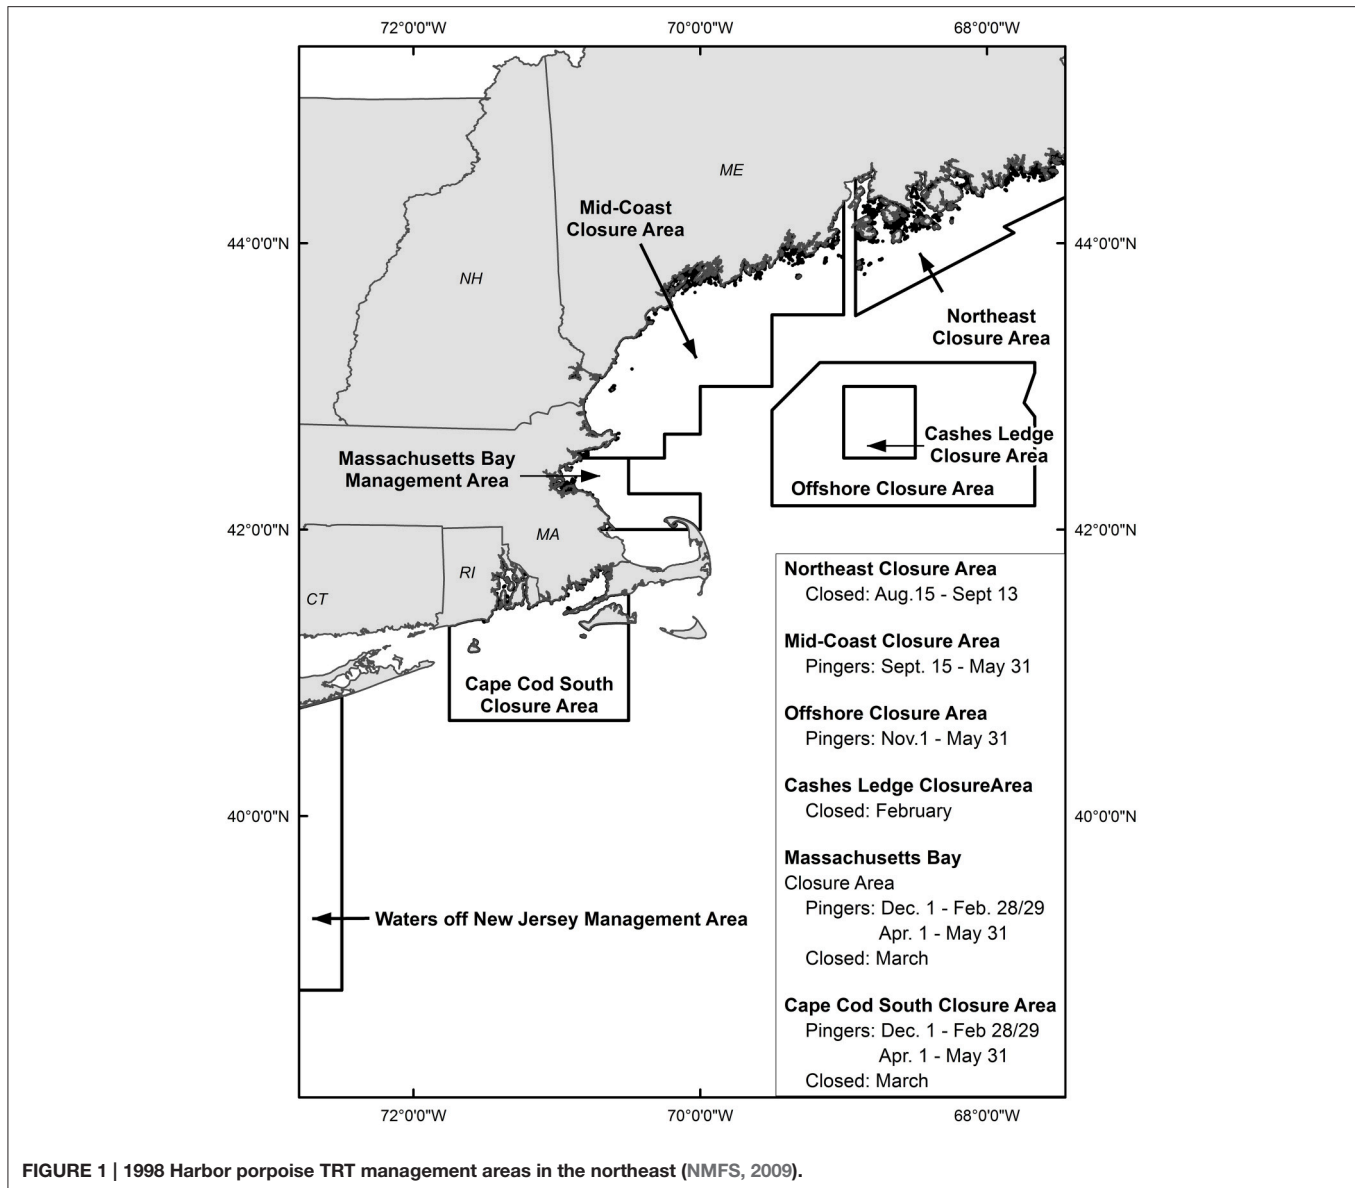 72°0'0"W 70°0'0"W 68°0'0"W
ME
Mid-Coast
Closure Area
44°0'0"N 44°0'0"N
NH
Northeast
Closure Area
Cashes Ledge
Closure Area
Massachusetts Bay
Management Area
Offshore Closure Area
42°0'0"N 42°0'0"N
MA
RI
CT
Cape Cod South
Closure Area
40°0'0"N 40°0'0"N
Waters off New Jersey Management Area
Northeast Closure Area
Closed: Aug.15 - Sept 13
Mid-Coast Closure Area
Pingers: Sept. 15 - May 31
Offshore Closure Area
Pingers: Nov.1 - May 31
Cashes Ledge ClosureArea
Closed: February
Massachusetts Bay
Closure Area
Pingers: Dec. 1 - Feb. 28/29
Apr. 1 - May 31
Closed: March
Cape Cod South Closure Area
Pingers: Dec. 1 - Feb 28/29
Apr. 1 - May 31
Closed: March
72°0'0"W 70°0'0"W 68°0'0"W
FIGURE 1 | 1998 Harbor porpoise TRT management areas in the northeast (NMFS, 2009).